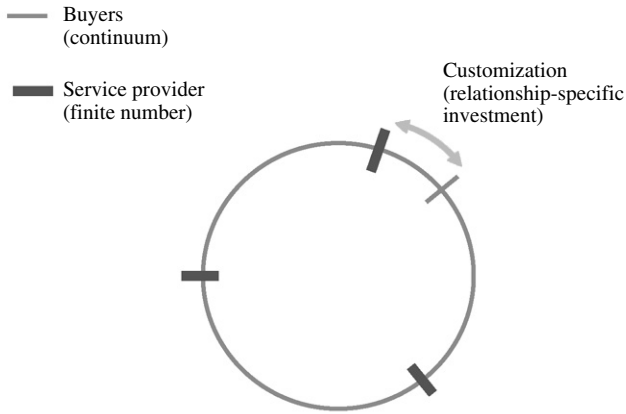 Buyers
(continuum)
Service provider
(finite number)
Customization
(relationship-specific
investment)